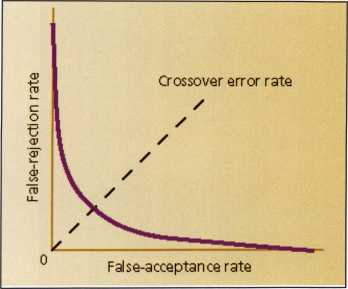 Crossover error rate
False-rejection rate
0
False-acceptance rate